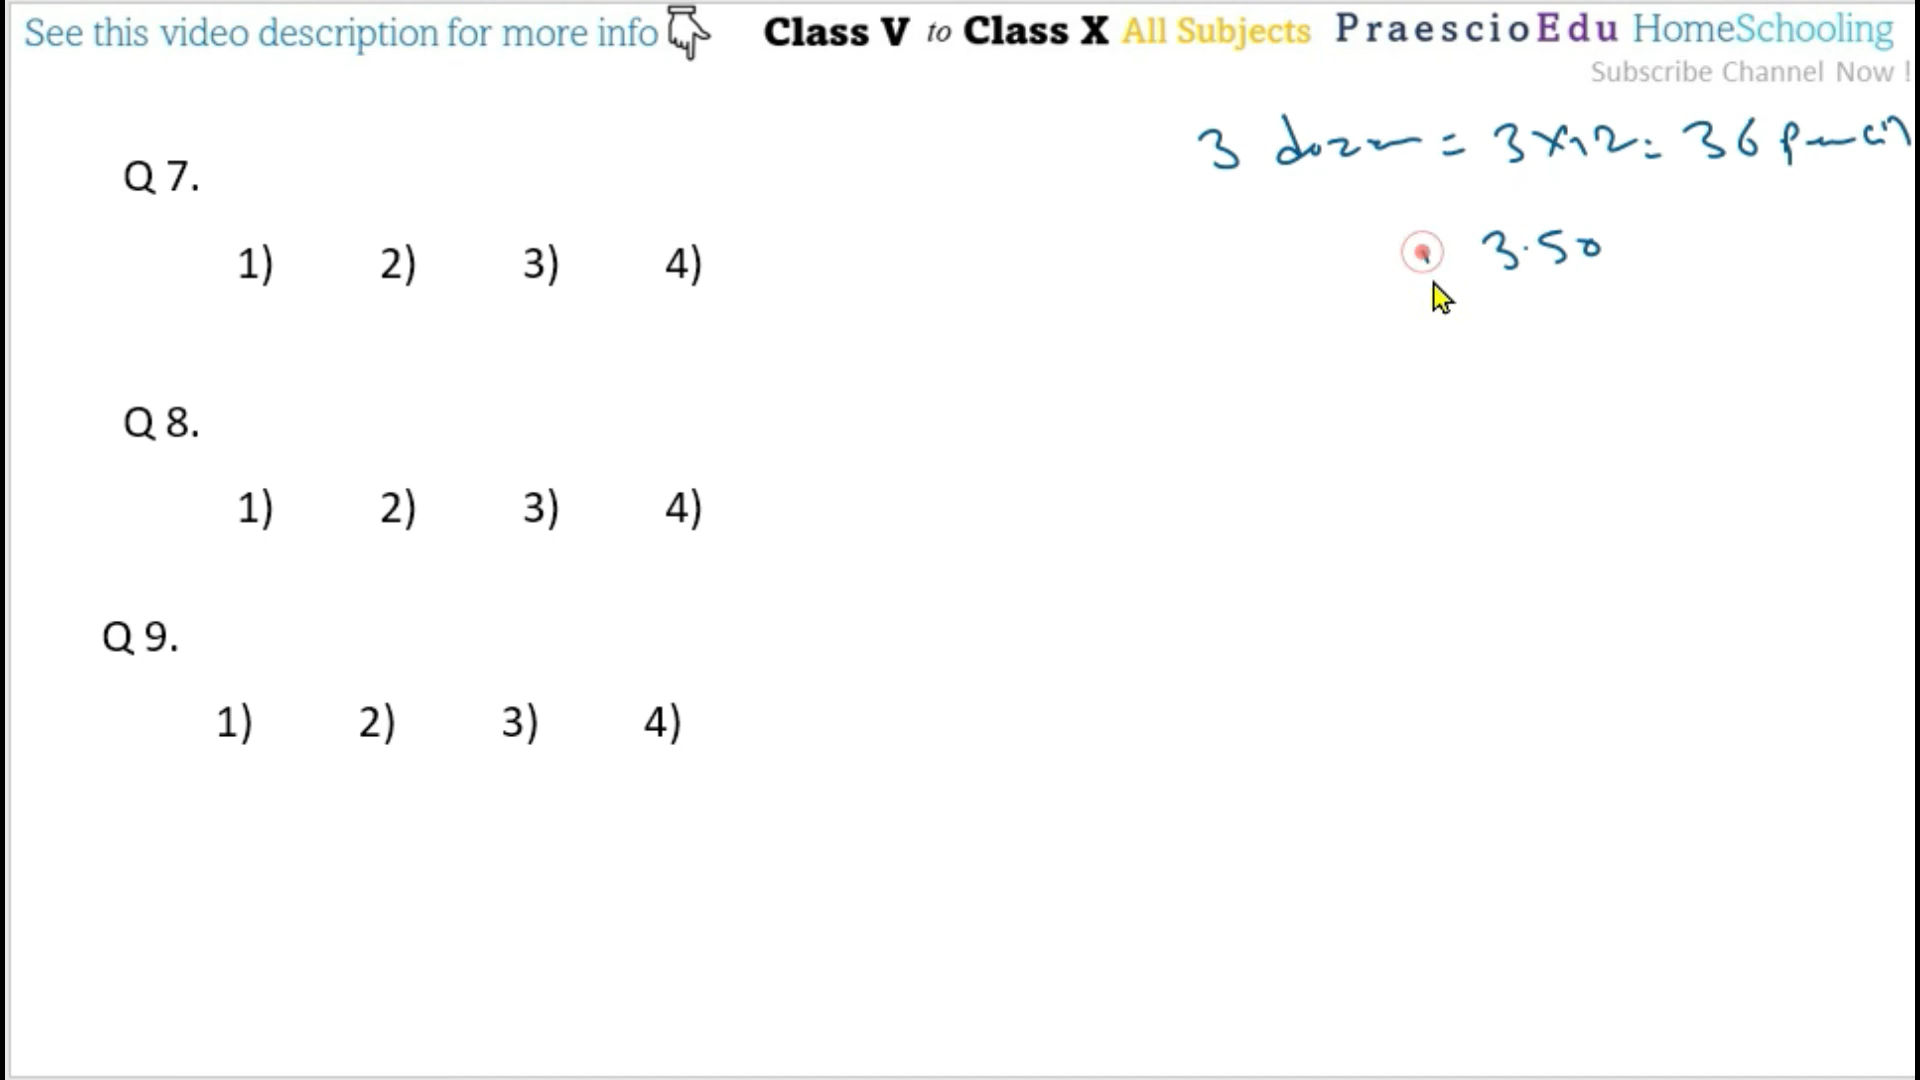 See this video description for more info Class V to Class X All Subjects PraescioEdu HomeSchooling
Subscribe Channel Now !
3 dozen = 3×12 = 36 pencil
Q 7.
3.50
1) 2) 3) 4)
Q 8.
1) 2) 3) 4)
Q 9.
1) 2) 3) 4)